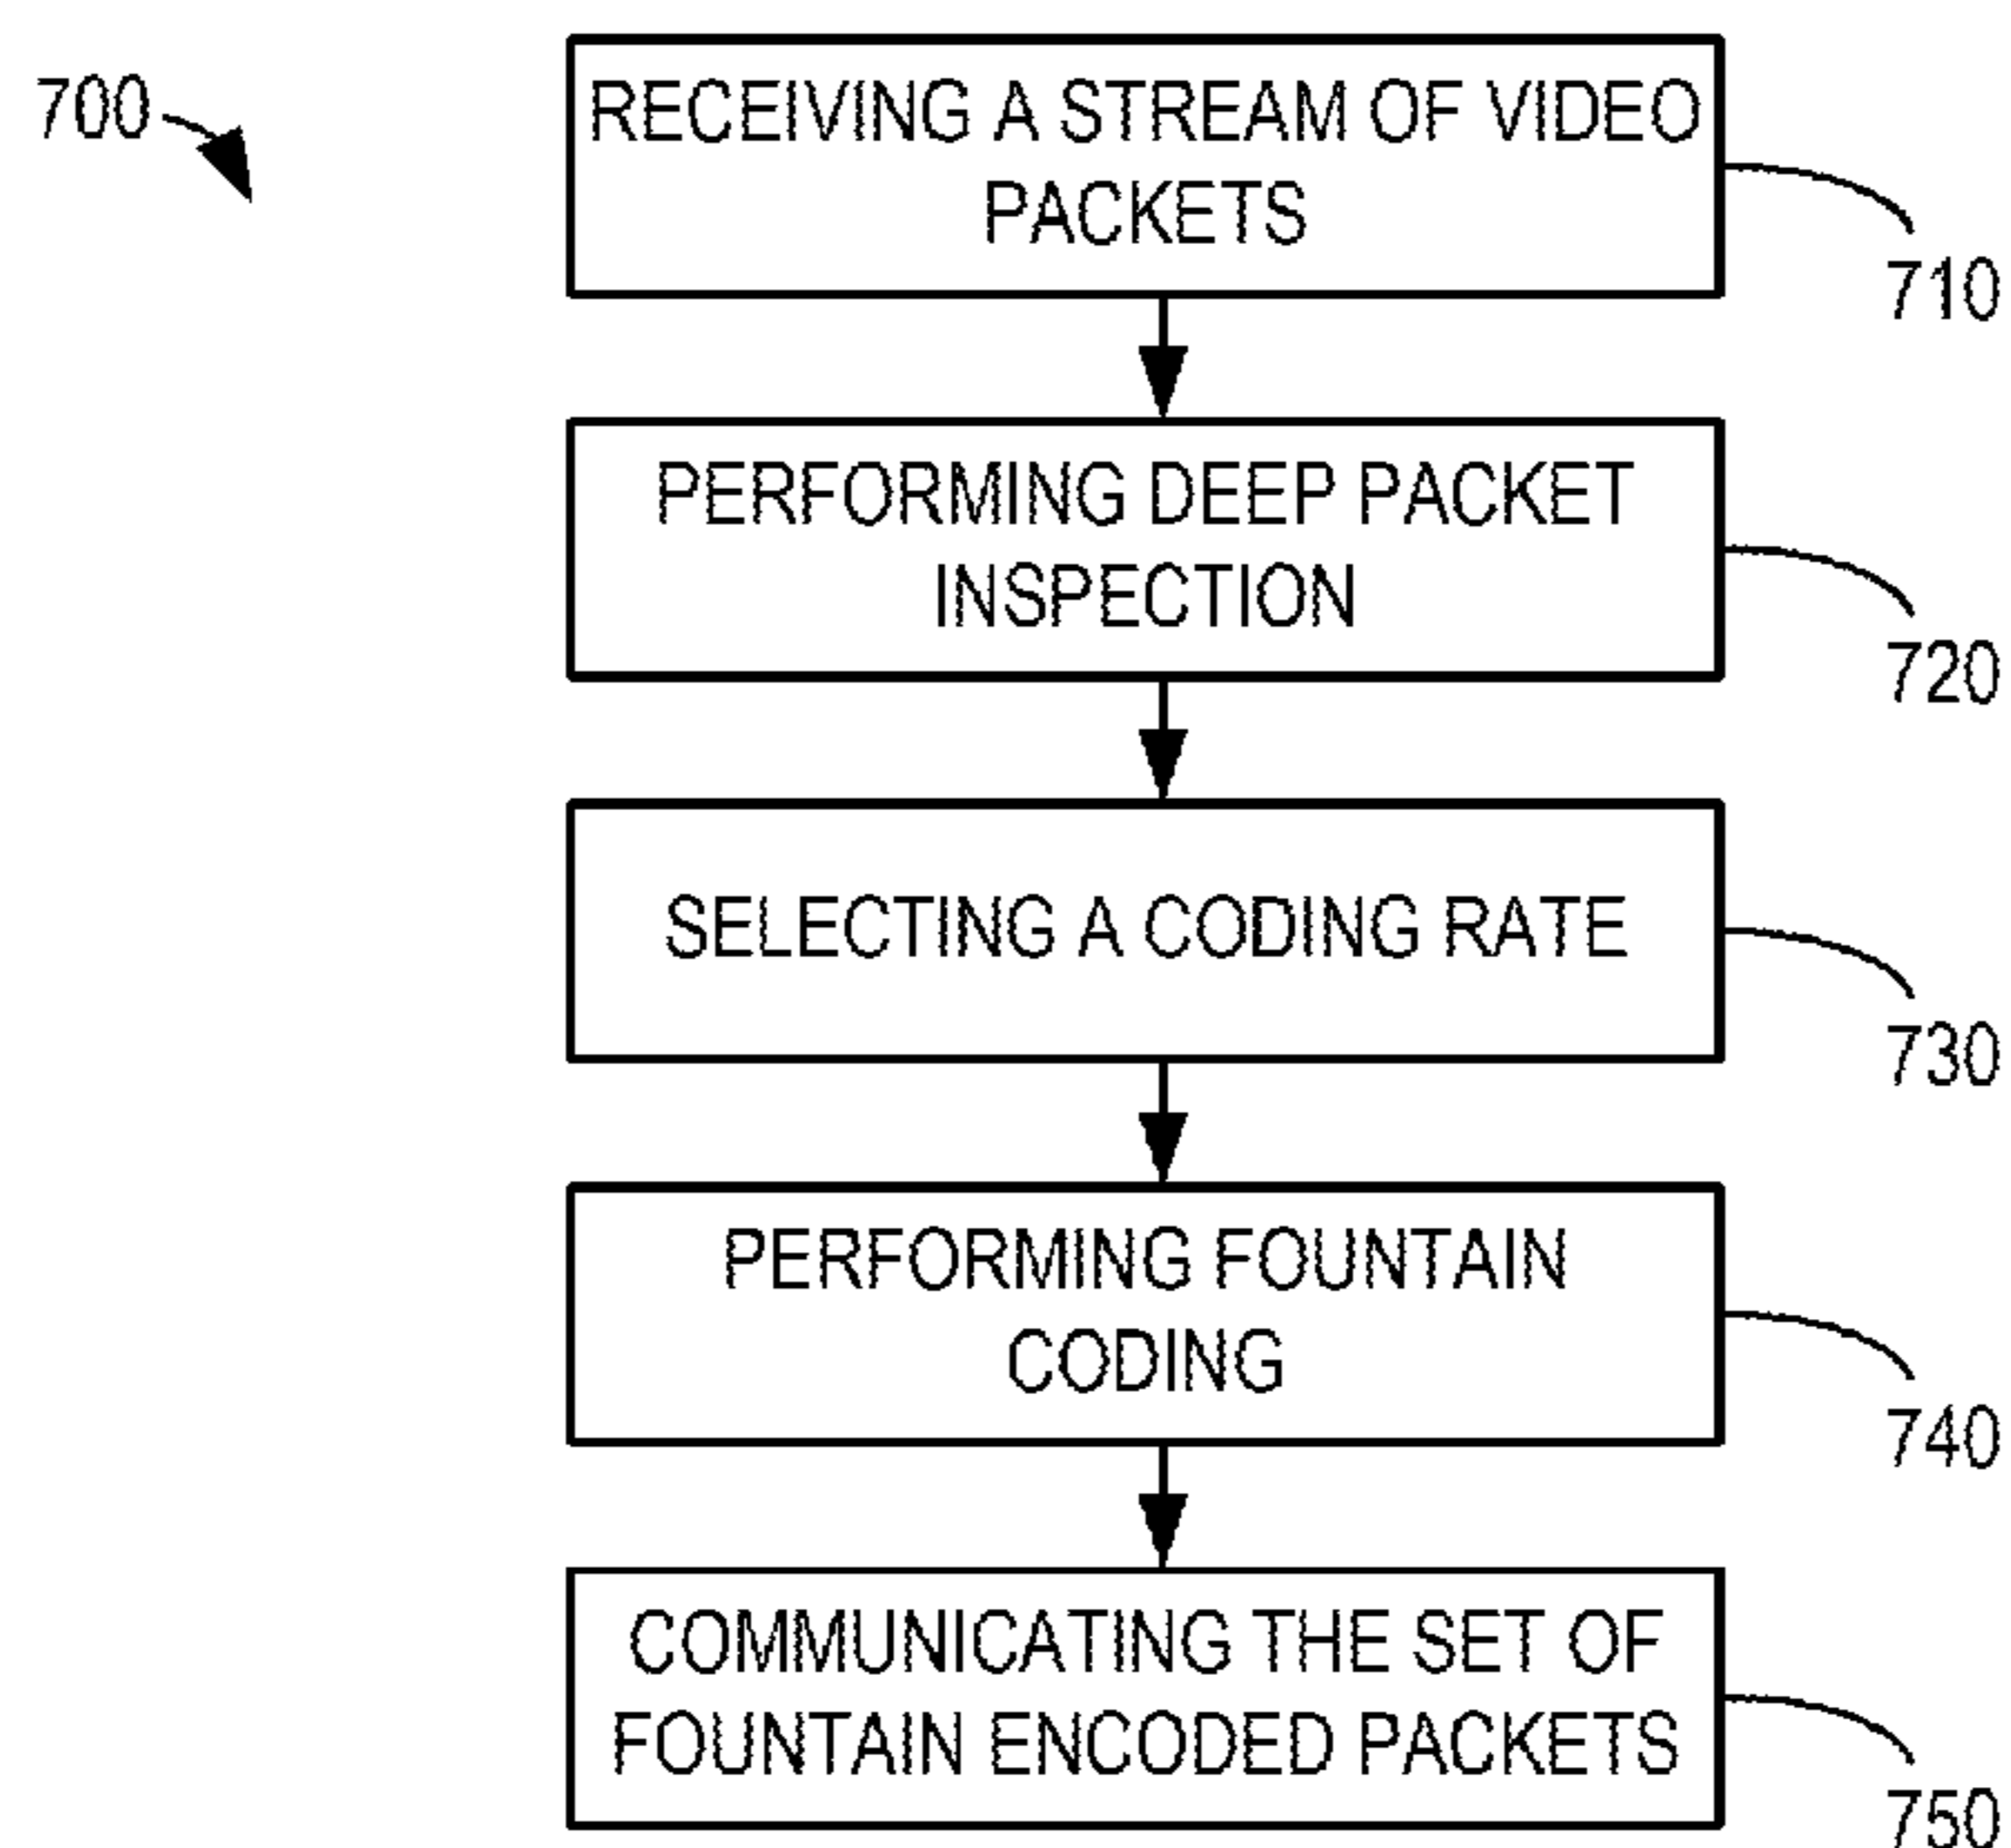 700
RECEIVING A STREAM OF VIDEO
PACKETS
710
PERFORMING DEEP PACKET
INSPECTION
720
SELECTING A CODING RATE
730
PERFORMING FOUNTAIN
CODING
740
COMMUNICATING THE SET OF
FOUNTAIN ENCODED PACKETS
750